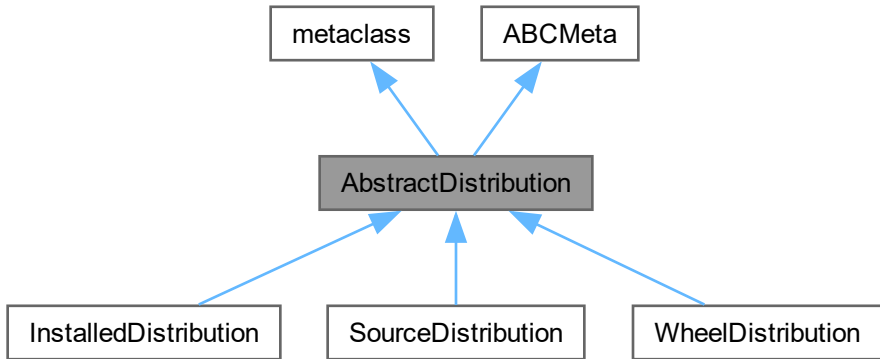 metaclass
ABCMeta
AbstractDistribution
InstalledDistribution
SourceDistribution
WheelDistribution